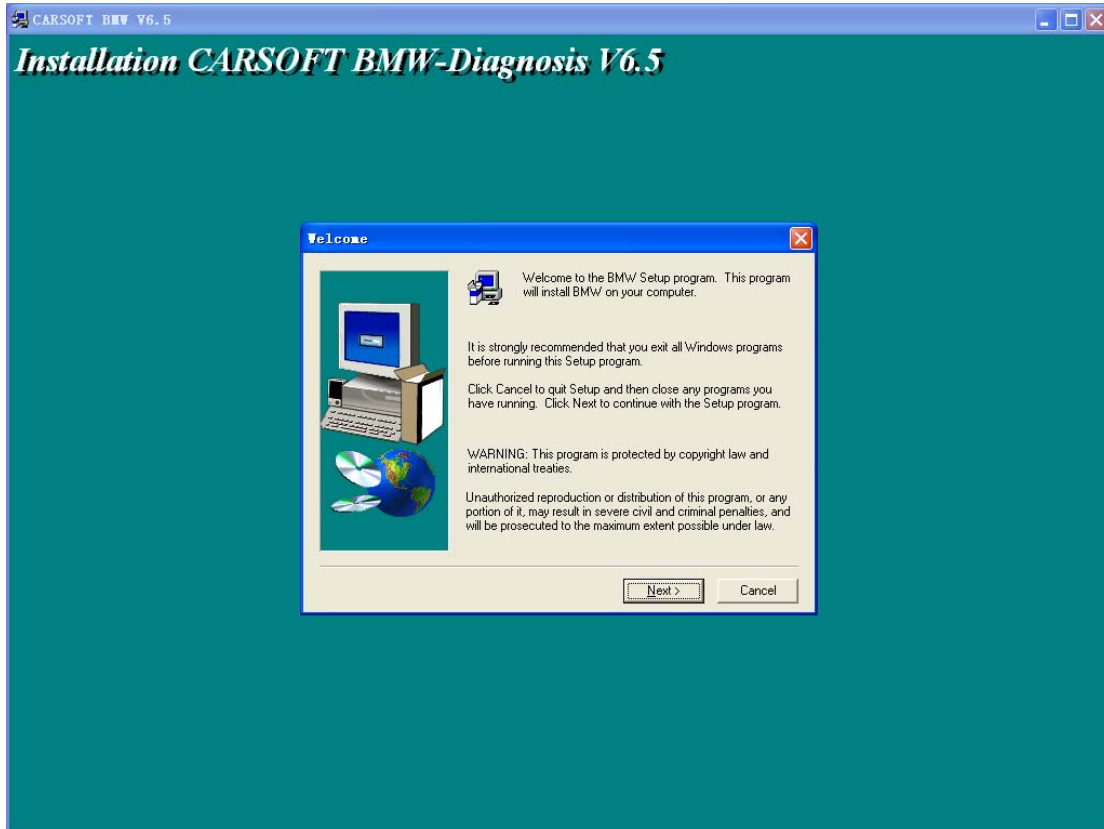 CARSOFT BMW V6.5
Installation CARSOFT BMW-Diagnosis V6.5
Welcome
Welcome to the BMW Setup program. This program
will install BMW on your computer.
It is strongly recommended that you exit all Windows programs
before running this Setup program.
Click Cancel to quit Setup and then close any programs you
have running. Click Next to continue with the Setup program.
WARNING: This program is protected by copyright law and
international treaties.
Unauthorized reproduction or distribution of this program, or any
portion of it, may result in severe civil and criminal penalties, and
will be prosecuted to the maximum extent possible under law.
Next >
Cancel